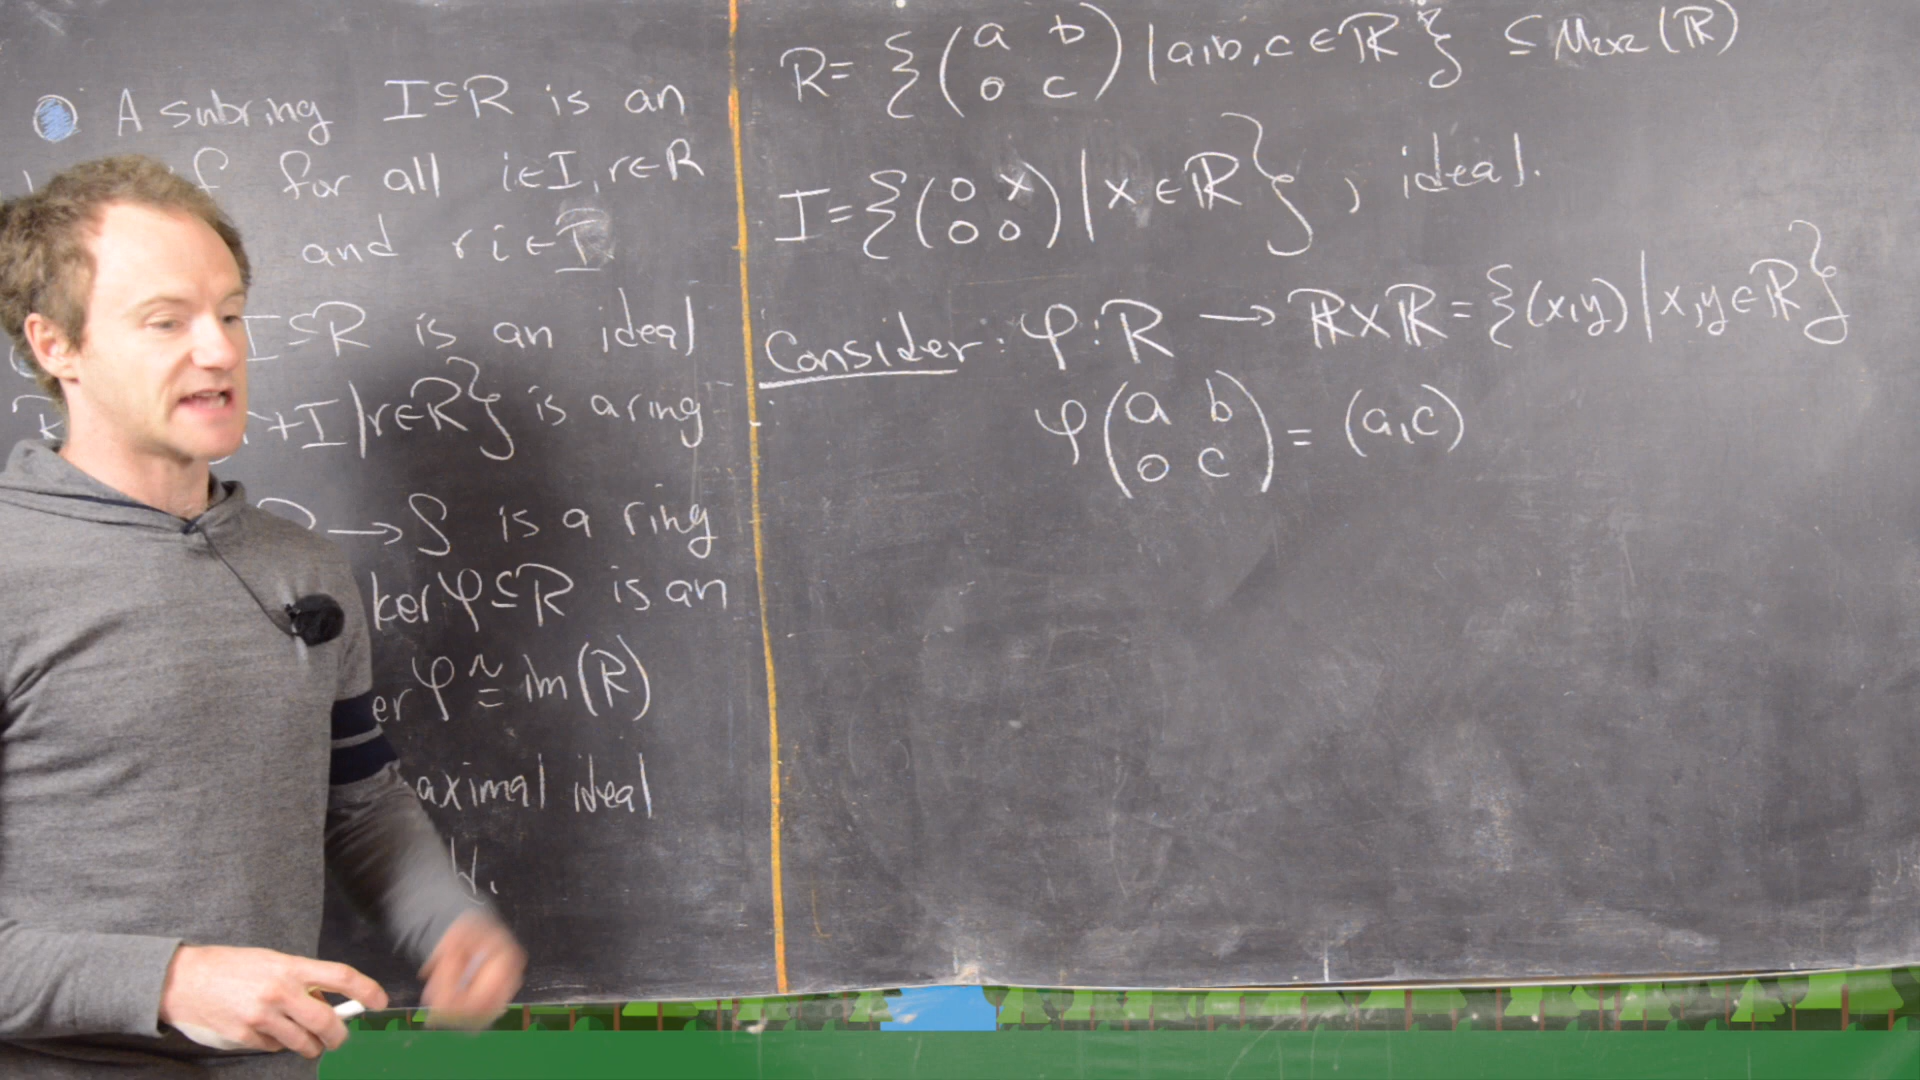 A subring I⊆R is an
if for all i∈I, r∈R
and ri∈I
I⊆R is an ideal
r+I | r∈R} is a ring
→ S is a ring
ker φ⊆R is an
er φ ≅ im(R)
aximal ideal
R = {(a b; 0 c) | a,b,c ∈ ℝ} ⊆ M₂ₓ₂(ℝ)
I = {(0 x; 0 0) | x ∈ ℝ}, ideal.
Consider: φ: R → ℝ×ℝ = {(x,y) | x,y ∈ ℝ}
φ(a b; 0 c) = (a,c)